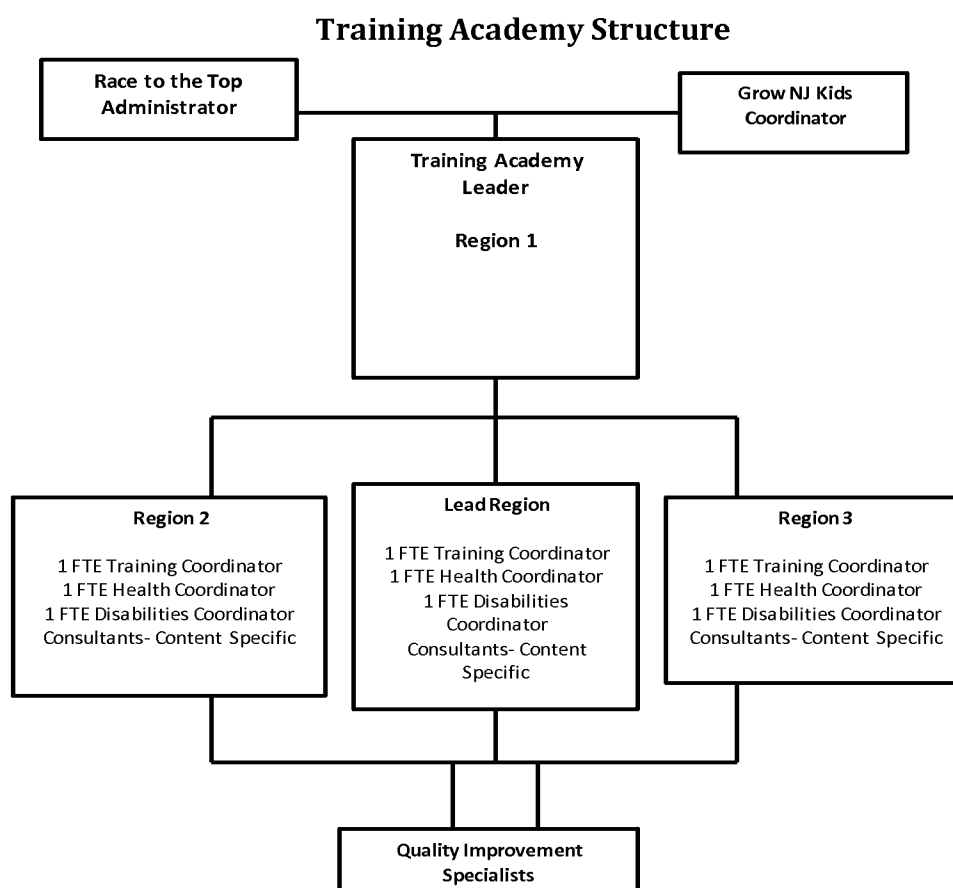 Training Academy Structure
Race to the Top
Administrator
Grow NJ Kids
Coordinator
Training Academy
Leader
Region 1
Region 2
1 FTE Training Coordinator
1 FTE Health Coordinator
1 FTE Disabilities Coordinator
Consultants- Content Specific
Lead Region
1 FTE Training Coordinator
1 FTE Health Coordinator
1 FTE Disabilities
Coordinator
Consultants- Content
Specific
Region 3
1 FTE Training Coordinator
1 FTE Health Coordinator
1 FTE Disabilities Coordinator
Consultants- Content Specific
Quality Improvement
Specialists